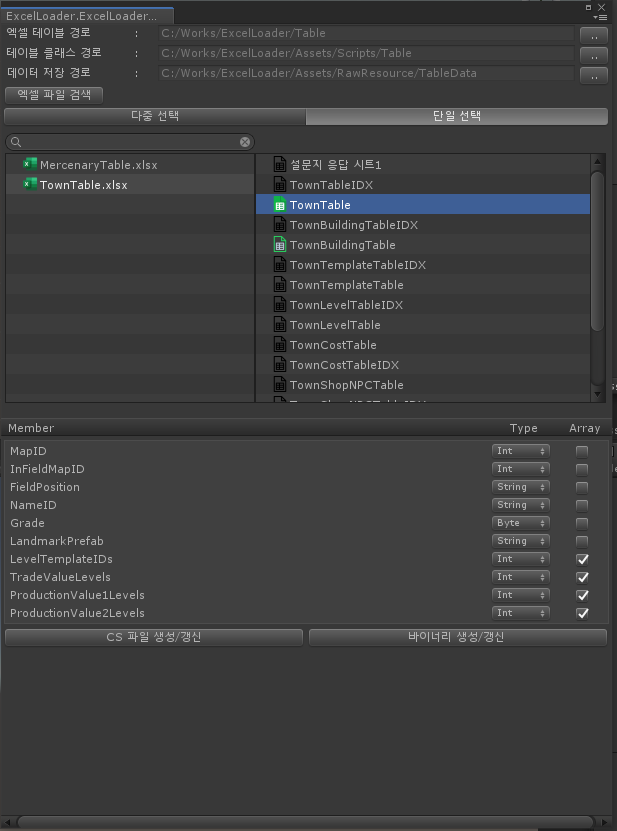 ExcelLoader.ExcelLoader...
엑셀 테이블 경로 : C:/Works/ExcelLoader/Table ..
테이블 클래스 경로 : C:/Works/ExcelLoader/Assets/Scripts/Table ..
데이터 저장 경로 : C:/Works/ExcelLoader/Assets/RawResource/TableData ..
엑셀 파일 검색
다중 선택 단일 선택
MercenaryTable.xlsx
TownTable.xlsx
설문지 응답 시트1
TownTableIDX
TownTable
TownBuildingTableIDX
TownBuildingTable
TownTemplateTableIDX
TownTemplateTable
TownLevelTableIDX
TownLevelTable
TownCostTable
TownCostTableIDX
TownShopNPCTable
Member Type Array
MapID Int
InFieldMapID Int
FieldPosition String
NameID String
Grade Byte
LandmarkPrefab String
LevelTemplateIDs Int
TradeValueLevels Int
ProductionValue1Levels Int
ProductionValue2Levels Int
CS 파일 생성/갱신 바이너리 생성/갱신